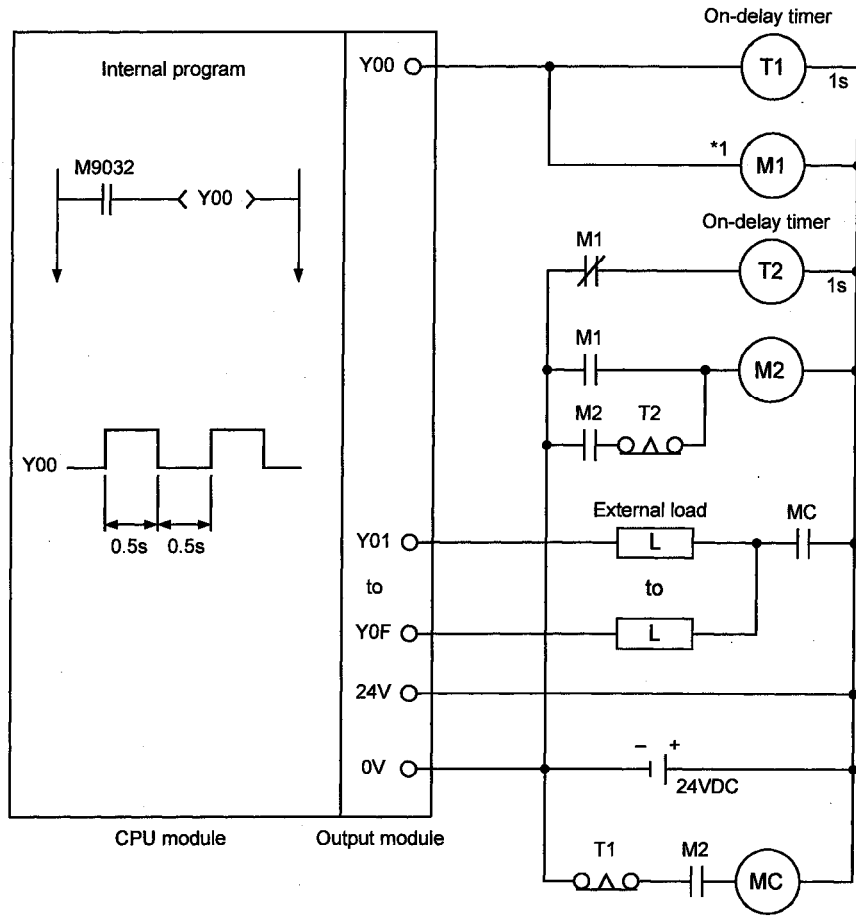 On-delay timer
Internal program
Y00
T1
1s
M9032
*1
M1
Y00
On-delay timer
M1
T2
1s
M1
M2
M2
T2
Y00
0.5s
0.5s
External load
MC
Y01
L
to
to
Y0F
L
24V
0V
–
+
24VDC
CPU module
Output module
T1
M2
MC